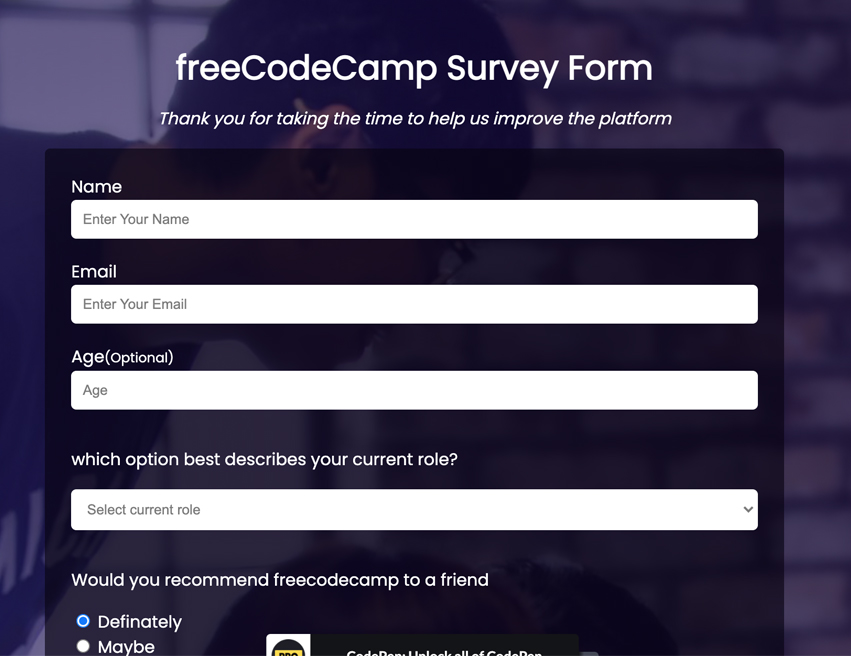 freeCodeCamp Survey Form
Thank you for taking the time to help us improve the platform
Name
Enter Your Name
Email
Enter Your Email
Age(Optional)
Age
which option best describes your current role?
Select current role
Would you recommend freecodecamp to a friend
Definately
Maybe
PRO
CodePen: Unlock all of CodePen